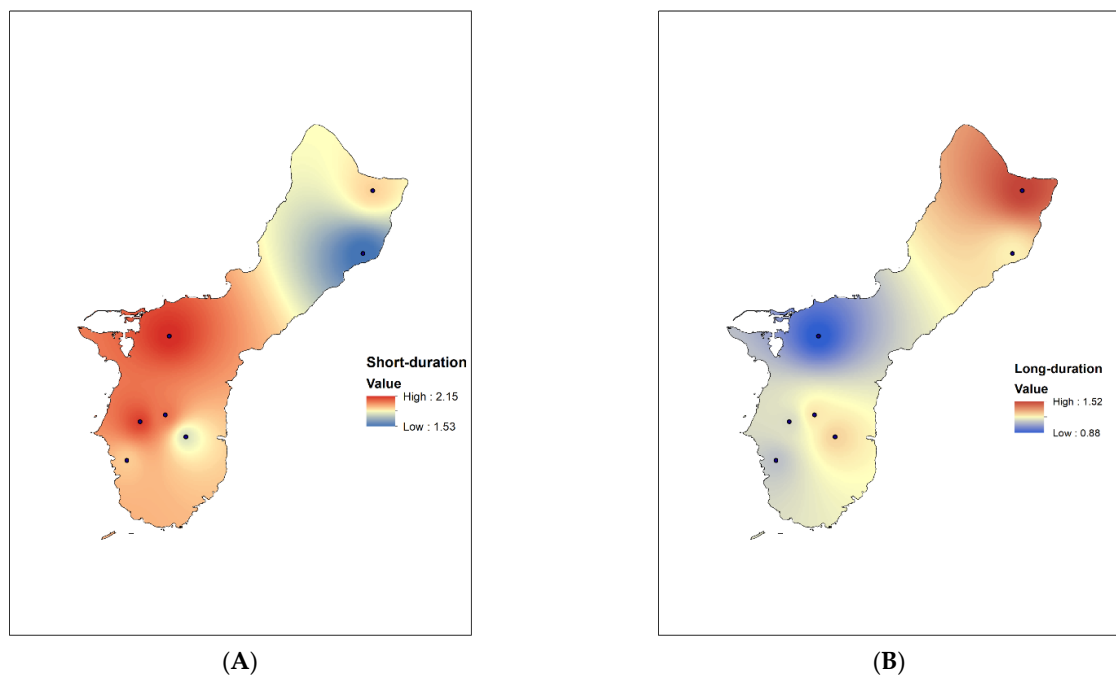 Short-duration
Value
High : 2.15
Low : 1.53
Long-duration
Value
High : 1.52
Low : 0.88
(A)
(B)